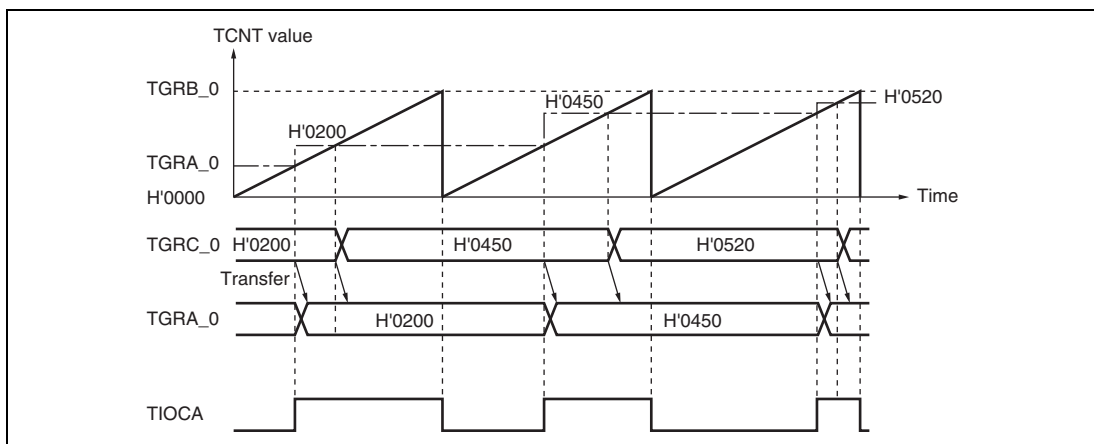 TCNT value
TGRB_0
H'0450
H'0520
H'0200
TGRA_0
H'0000
Time
TGRC_0
H'0200
H'0450
H'0520
Transfer
TGRA_0
H'0200
H'0450
TIOCA